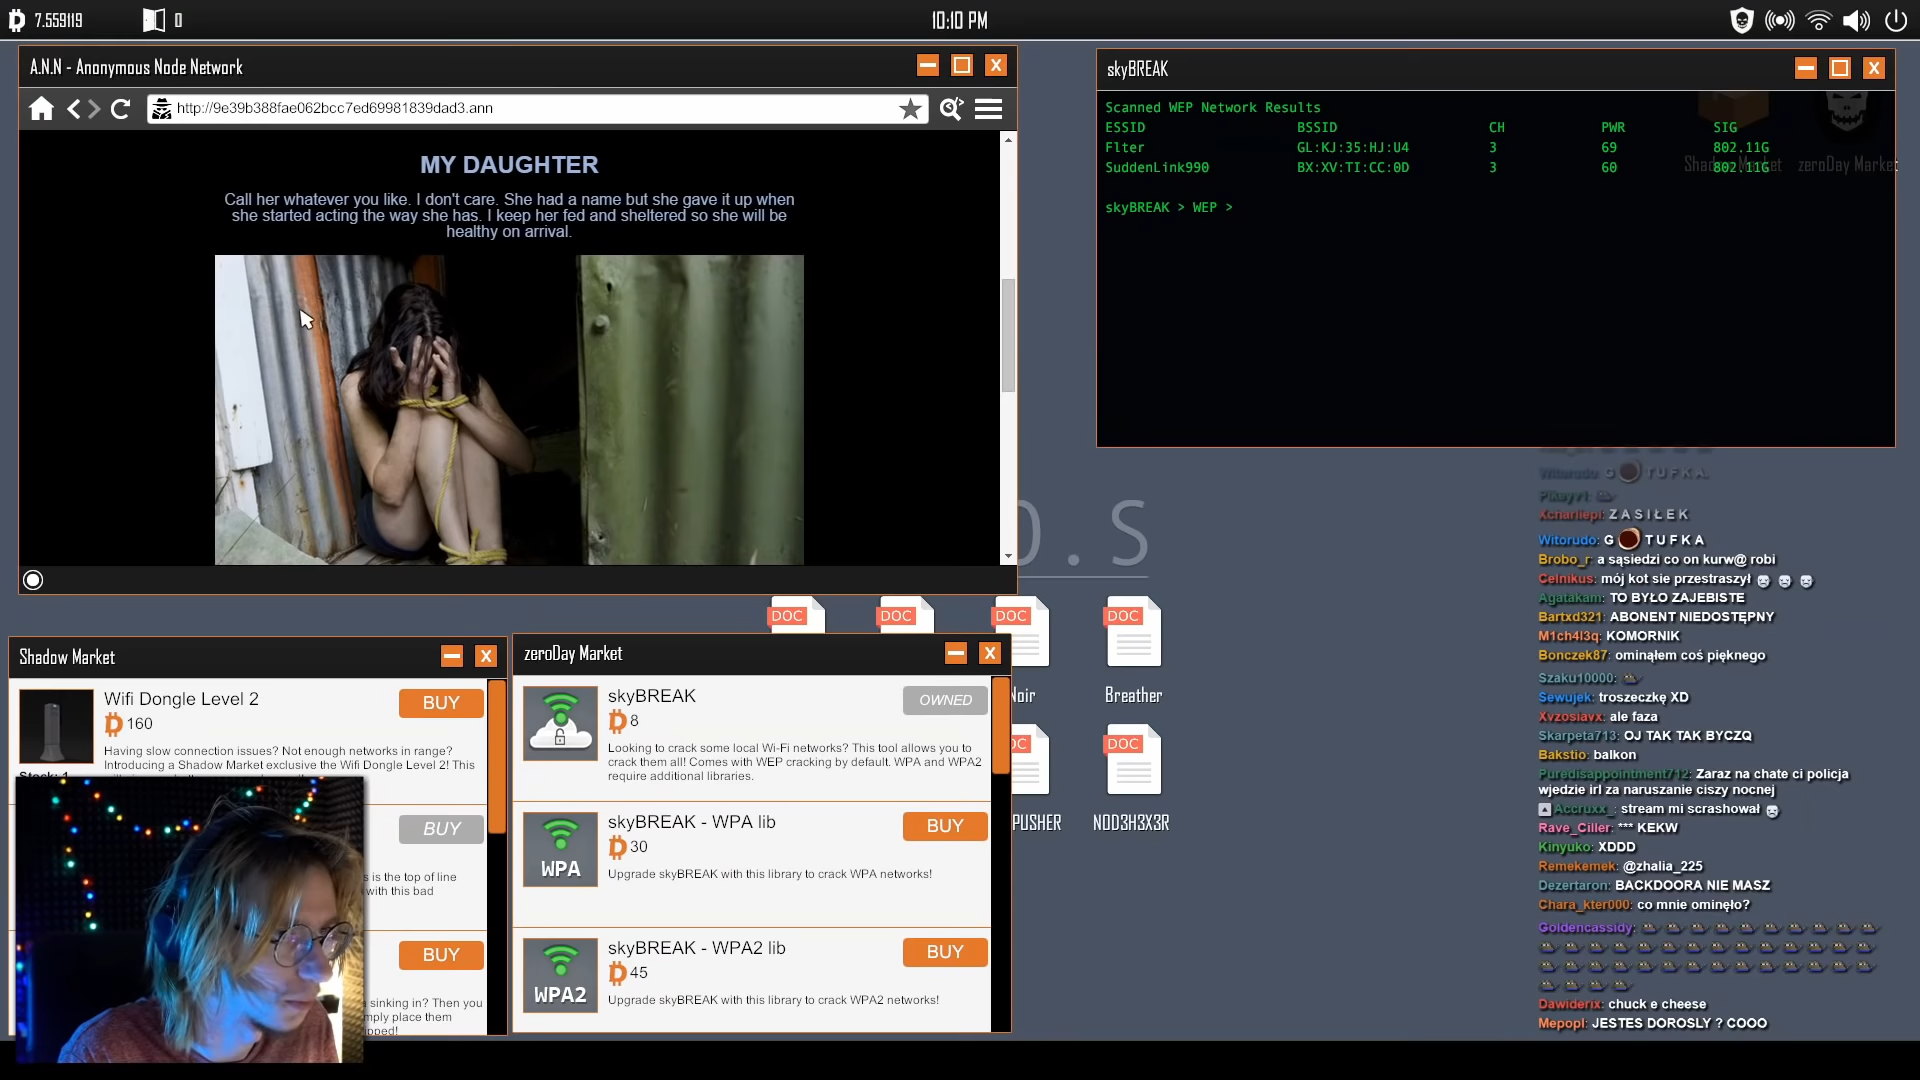 7.559119
0
10:10 PM
A.N.N - Anonymous Node Network
http://9e39b388fae062bcc7ed69981839dad3.ann
MY DAUGHTER
Call her whatever you like. I don't care. She had a name but she gave it up when
she started acting the way she has. I keep her fed and sheltered so she will be
healthy on arrival.
skyBREAK
Scanned WEP Network Results
ESSID BSSID CH PWR SIG
Flter GL:KJ:35:HJ:U4 3 69 802.11G
SuddenLink990 BX:XV:TI:CC:0D 3 60 802.11G
skyBREAK > WEP >
Shadow Market zeroDay Market
O.S
DOC
DOC
DOC
Noir
DOC
Breather
DOC
PUSHER
DOC
N0D3H3X3R
Shadow Market
Wifi Dongle Level 2
160
BUY
Having slow connection issues? Not enough networks in range?
Introducing a Shadow Market exclusive the Wifi Dongle Level 2! This
BUY
s is the top of line
with this bad
BUY
sinking in? Then you
mply place them
pped!
zeroDay Market
skyBREAK
8
OWNED
Looking to crack some local Wi-Fi networks? This tool allows you to
crack them all! Comes with WEP cracking by default. WPA and WPA2
require additional libraries.
WPA
skyBREAK - WPA lib
30
BUY
Upgrade skyBREAK with this library to crack WPA networks!
WPA2
skyBREAK - WPA2 lib
45
BUY
Upgrade skyBREAK with this library to crack WPA2 networks!
Witorudo: G T U F K A
Z A S I Ł E K
Witorudo: G T U F K A
Brobo_r: a sąsiedzi co on kurw@ robi
Celnikus: mój kot sie przestraszył
Agatakam: TO BYŁO ZAJEBISTE
Bartxd321: ABONENT NIEDOSTĘPNY
M1ch4l3q: KOMORNIK
Bonczek87: ominąłem coś pięknego
Szaku10000:
Sewujek: troszeczkę XD
Xvzosiavx: ale faza
Skarpeta713: OJ TAK TAK BYCZQ
Bakstio: balkon
Puredisappointment712: Zaraz na chate ci policja
wjedzie irl za naruszanie ciszy nocnej
Accruxx_: stream mi scrashował
Rave_Ciller: *** KEKW
Kinyuko: XDDD
Remekemek: @zhalia_225
Dezertaron: BACKDOORA NIE MASZ
Chara_kter000: co mnie ominęło?
Goldencassidy:
Dawiderix: chuck e cheese
Mepopl: JESTES DOROSLY ? COOO